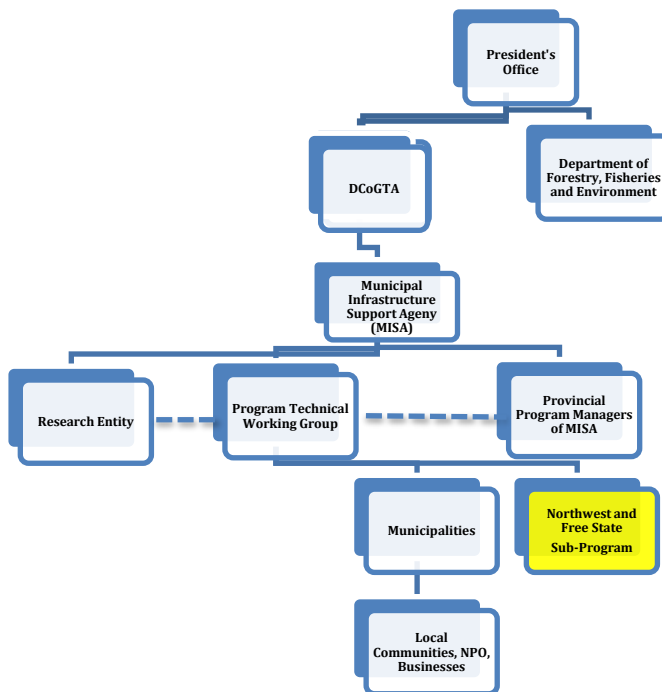 President's
Office
DCoGTA
Department of
Forestry, Fisheries
and Environment
Municipal
Infrastructure
Support Ageny
(MISA)
Research Entity
Program Technical
Working Group
Provincial
Program Managers
of MISA
Municipalities
Northwest and
Free State
Sub-Program
Local
Communities, NPO,
Businesses